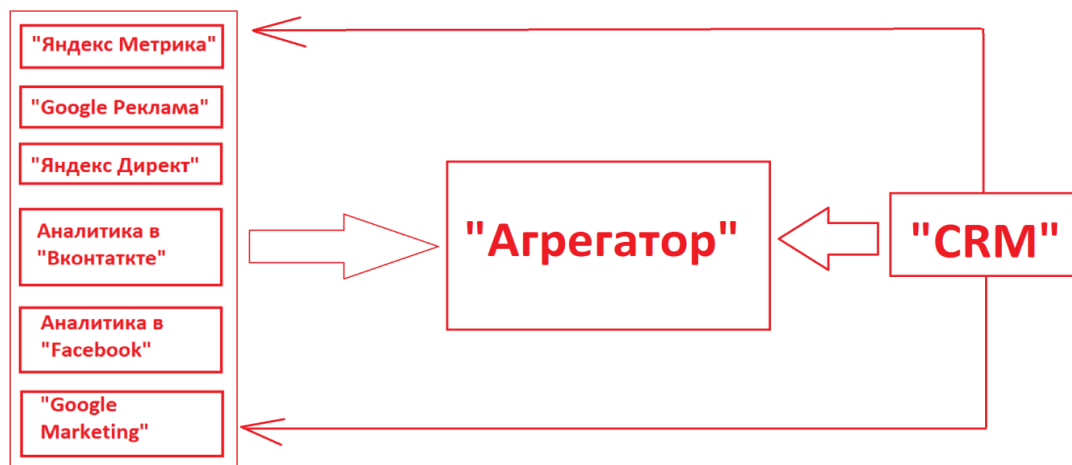 "Яндекс Метрика"
"Google Реклама"
"Яндекс Директ"
Аналитика в
"Вконтаткте"
Аналитика в
"Facebook"
"Google
Marketing"
"Агрегатор"
"CRM"